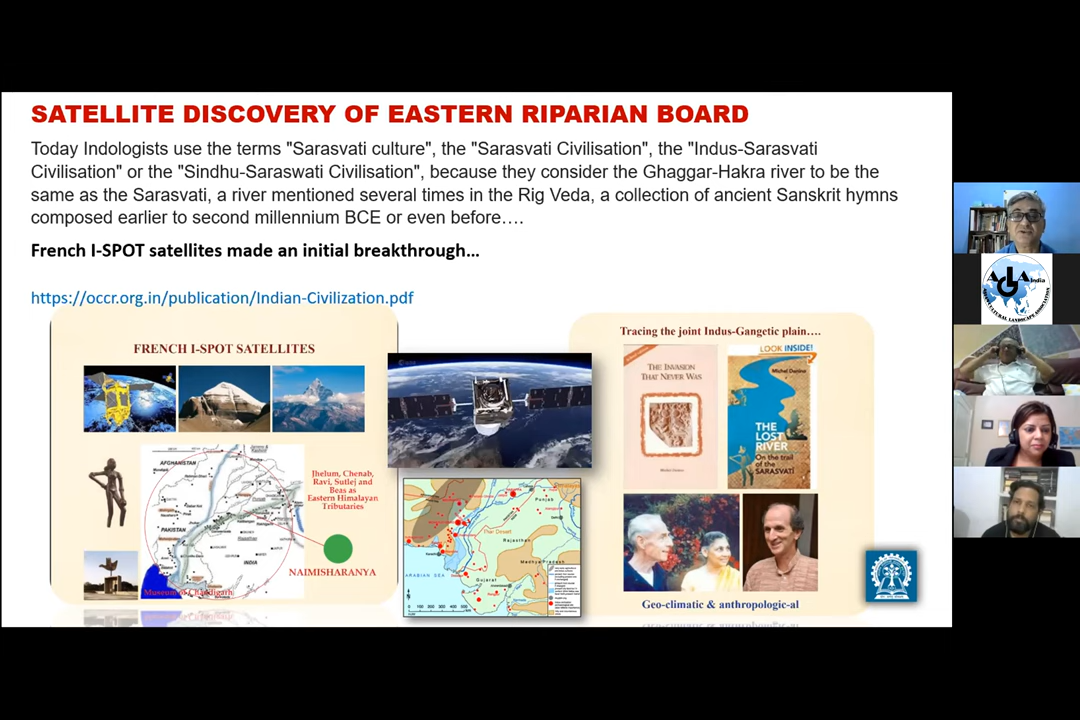 SATELLITE DISCOVERY OF EASTERN RIPARIAN BOARD
Today Indologists use the terms "Sarasvati culture", the "Sarasvati Civilisation", the "Indus-Sarasvati
Civilisation" or the "Sindhu-Saraswati Civilisation", because they consider the Ghaggar-Hakra river to be the
same as the Sarasvati, a river mentioned several times in the Rig Veda, a collection of ancient Sanskrit hymns
composed earlier to second millennium BCE or even before….
French I-SPOT satellites made an initial breakthrough…
https://occr.org.in/publication/Indian-Civilization.pdf
FRENCH I-SPOT SATELLITES
AFGHANISTAN
PAKISTAN
INDIA
Jhelum, Chenab,
Ravi, Sutlej and
Beas as
Eastern Himalayan
Tributaries
NAIMISHARANYA
Museum of Chandigarh
Punjab
Thar Desert
Rajasthan
Madhya Pradesh
ARABIAN SEA
Gujarat
Tracing the joint Indus-Gangetic plain….
THE INVASION
THAT NEVER WAS
Michel Danino
LOOK INSIDE!
Michel Danino
THE
LOST
RIVER
On the trail
of the
SARASVATI
Geo-climatic & anthropologic-al
AGLA
India